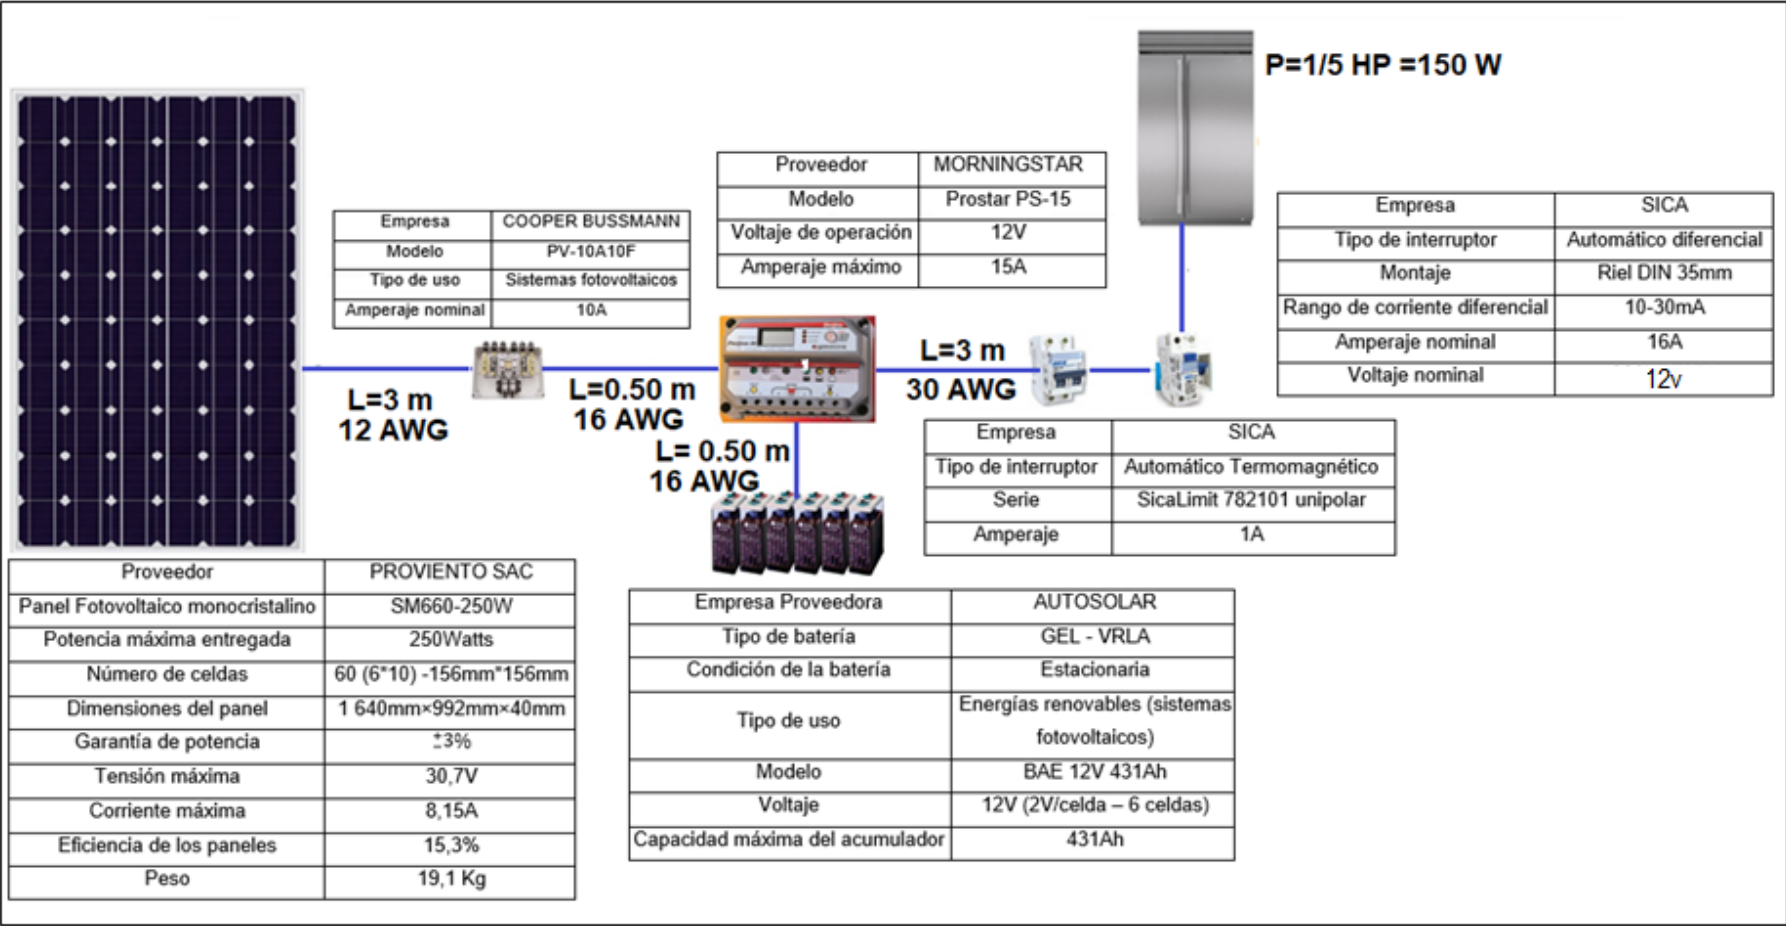 P=1/5 HP =150 W
Proveedor MORNINGSTAR
Modelo Prostar PS-15
Voltaje de operación 12V
Amperaje máximo 15A
Empresa COOPER BUSSMANN
Modelo PV-10A10F
Tipo de uso Sistemas fotovoltaicos
Amperaje nominal 10A
Empresa SICA
Tipo de interruptor Automático diferencial
Montaje Riel DIN 35mm
Rango de corriente diferencial 10-30mA
Amperaje nominal 16A
Voltaje nominal 12v
L=3 m
12 AWG
L=0.50 m
16 AWG
L=3 m
30 AWG
L= 0.50 m
16 AWG
Empresa SICA
Tipo de interruptor Automático Termomagnético
Serie SicaLimit 782101 unipolar
Amperaje 1A
Proveedor PROVIENTO SAC
Panel Fotovoltaico monocristalino SM660-250W
Potencia máxima entregada 250Watts
Número de celdas 60 (6*10) -156mm*156mm
Dimensiones del panel 1 640mm×992mm×40mm
Garantía de potencia ±3%
Tensión máxima 30,7V
Corriente máxima 8,15A
Eficiencia de los paneles 15,3%
Peso 19,1 Kg
Empresa Proveedora AUTOSOLAR
Tipo de batería GEL - VRLA
Condición de la batería Estacionaria
Tipo de uso Energías renovables (sistemas
fotovoltaicos)
Modelo BAE 12V 431Ah
Voltaje 12V (2V/celda – 6 celdas)
Capacidad máxima del acumulador 431Ah